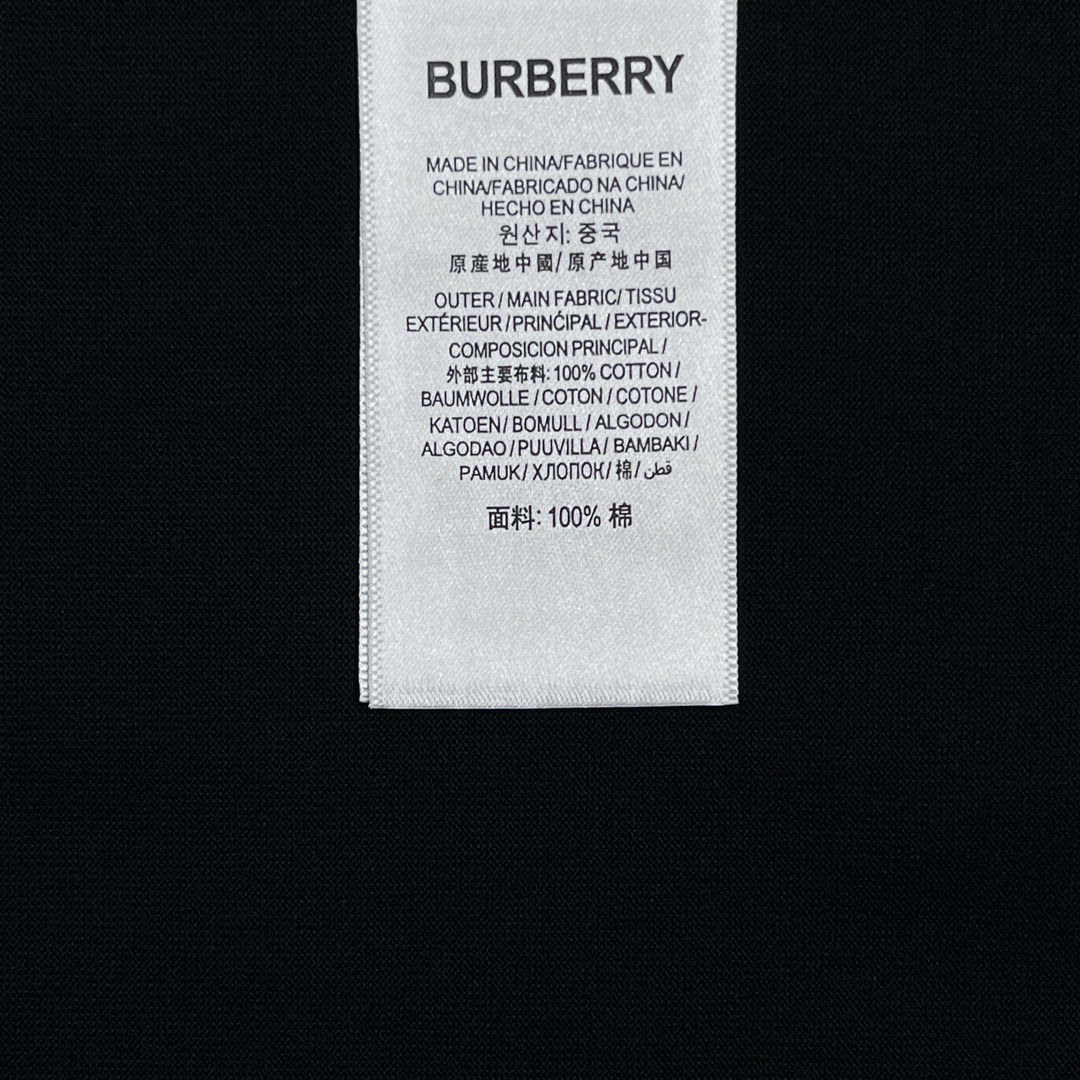 BURBERRY
MADE IN CHINA/FABRIQUE EN
CHINA/FABRICADO NA CHINA/
HECHO EN CHINA
원산지: 중국
原産地中國/ 原产地中国
OUTER / MAIN FABRIC/ TISSU
EXTÉRIEUR / PRINĆIPAL / EXTERIOR-
COMPOSICION PRINCIPAL /
外部主要布料: 100% COTTON /
BAUMWOLLE / COTON / COTONE /
KATOEN/ BOMULL / ALGODON /
ALGODAO / PUUVILLA / BAMBAKI /
PAMUK/ ХЛОПОК/ 棉/ قطن
面料: 100% 棉